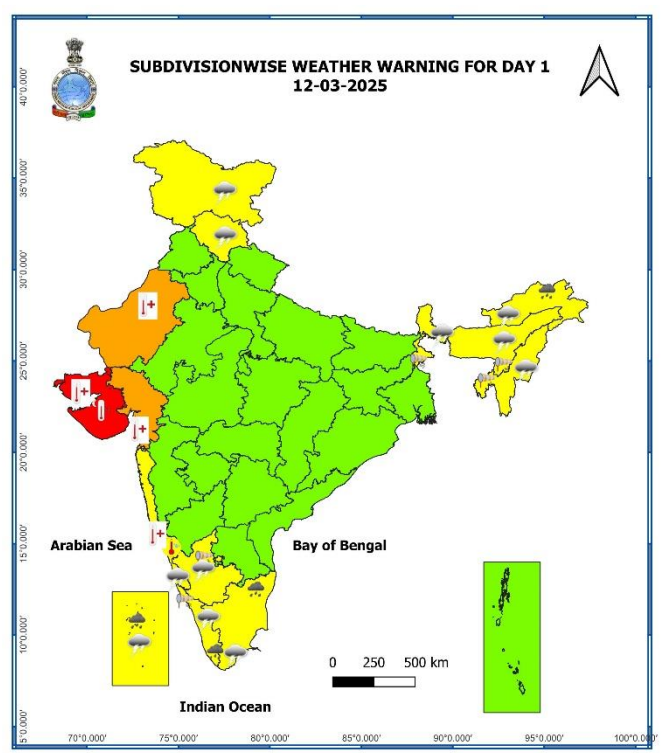 SUBDIVISIONWISE WEATHER WARNING FOR DAY 1
12-03-2025
40°0.000'
35°0.000'
30°0.000'
25°0.000'
20°0.000'
15°0.000'
10°0.000'
5°0.000'
Arabian Sea
Bay of Bengal
0 250 500 km
Indian Ocean
70°0.000' 75°0.000' 80°0.000' 85°0.000' 90°0.000' 95°0.000' 100°0.000'